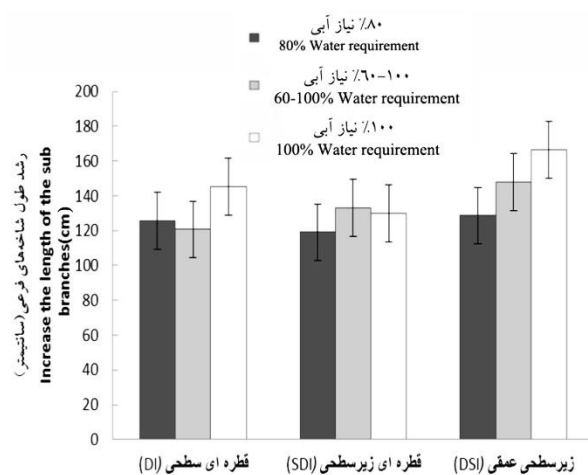 ٪۸۰ نیاز آبی
80% Water requirement
٪۶۰-۱۰۰ نیاز آبی
60-100% Water requirement
٪۱۰۰ نیاز آبی
100% Water requirement
رشد طول شاخه‌های فرعی(سانتیمتر)
Increase the length of the sub
branches(cm)
200
180
160
140
120
100
80
60
40
20
0
قطره ای سطحی (DI)
قطره ای زیرسطحی (SDI)
زیرسطحی عمقی (DSI)